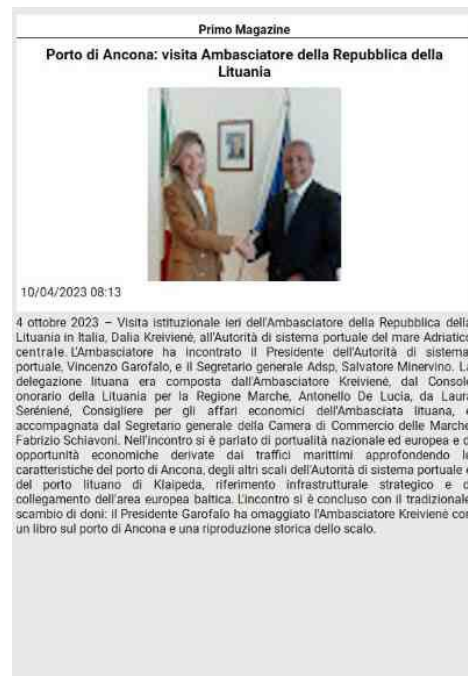 Primo Magazine
Porto di Ancona: visita Ambasciatore della Repubblica della
Lituania
10/04/2023 08:13
4 ottobre 2023 – Visita istituzionale ieri dell'Ambasciatore della Repubblica della
Lituania in Italia, Dalia Kreivienė, all'Autorità di sistema portuale del mare Adriatico
centrale. L'Ambasciatore ha incontrato il Presidente dell'Autorità di sistema
portuale, Vincenzo Garofalo, e il Segretario generale Adsp, Salvatore Minervino. La
delegazione lituana era composta dall'Ambasciatore Kreivienė, dal Console
onorario della Lituania per la Regione Marche, Antonello De Lucia, da Laura
Serénienė, Consigliere per gli affari economici dell'Ambasciata lituana, e
accompagnata dal Segretario generale della Camera di Commercio delle Marche
Fabrizio Schiavoni. Nell'incontro si è parlato di portualità nazionale ed europea e d
opportunità economiche derivate dai traffici marittimi approfondendo le
caratteristiche del porto di Ancona, degli altri scali dell'Autorità di sistema portuale e
del porto lituano di Klaipeda, riferimento infrastrutturale strategico e d
collegamento dell'area europea baltica. L'incontro si è concluso con il tradizionale
scambio di doni: il Presidente Garofalo ha omaggiato l'Ambasciatore Kreivienė con
un libro sul porto di Ancona e una riproduzione storica dello scalo.